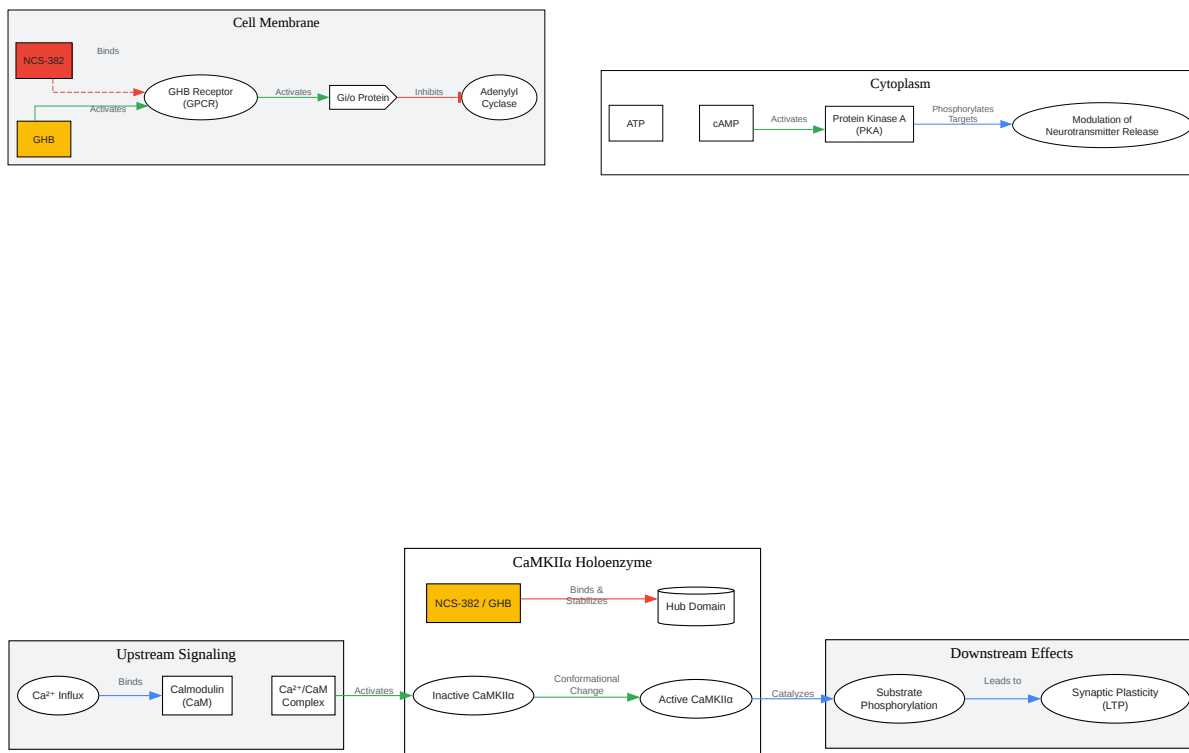 Cell Membrane
NCS-382
Binds
GHB Receptor
(GPCR)
Activates
Gi/o Protein
Inhibits
Adenylyl
Cyclase
Activates
GHB
Cytoplasm
ATP
cAMP
Activates
Protein Kinase A
(PKA)
Phosphorylates
Targets
Modulation of
Neurotransmitter Release
CaMKIIα Holoenzyme
NCS-382 / GHB
Binds &
Stabilizes
Hub Domain
Upstream Signaling
Ca²⁺ Influx
Binds
Calmodulin
(CaM)
Ca²⁺/CaM
Complex
Activates
Inactive CaMKIIα
Conformational
Change
Active CaMKIIα
Catalyzes
Downstream Effects
Substrate
Phosphorylation
Leads to
Synaptic Plasticity
(LTP)